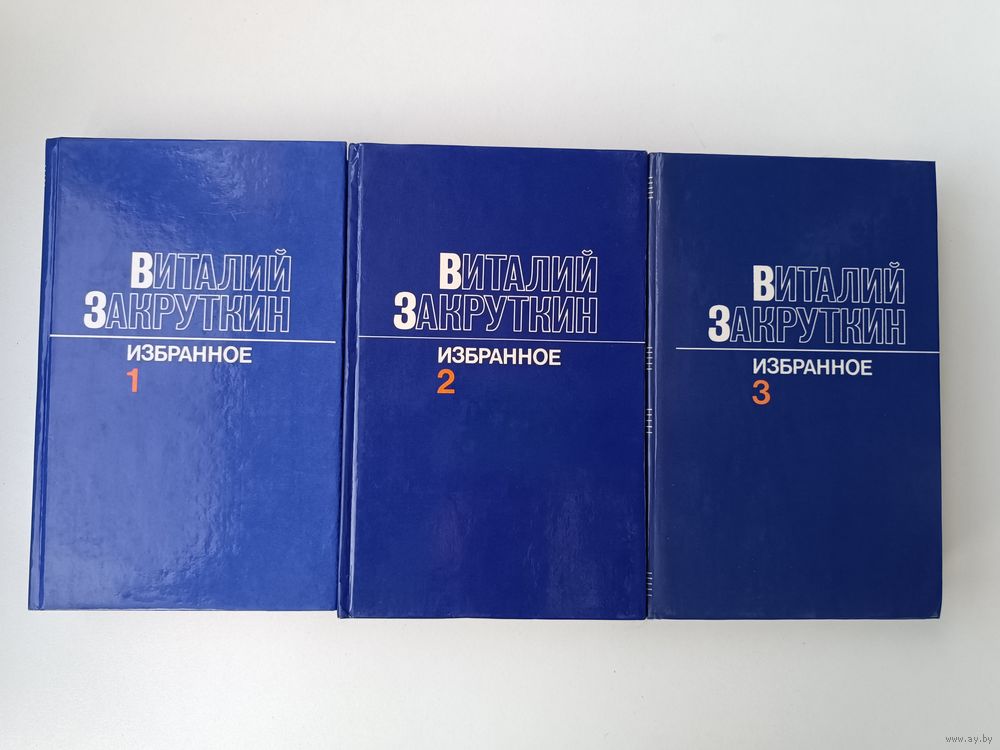 Виталий
Закруткин
ИЗБРАННОЕ
1
Виталий
Закруткин
ИЗБРАННОЕ
2
Виталий
Закруткин
ИЗБРАННОЕ
3
www.ay.by